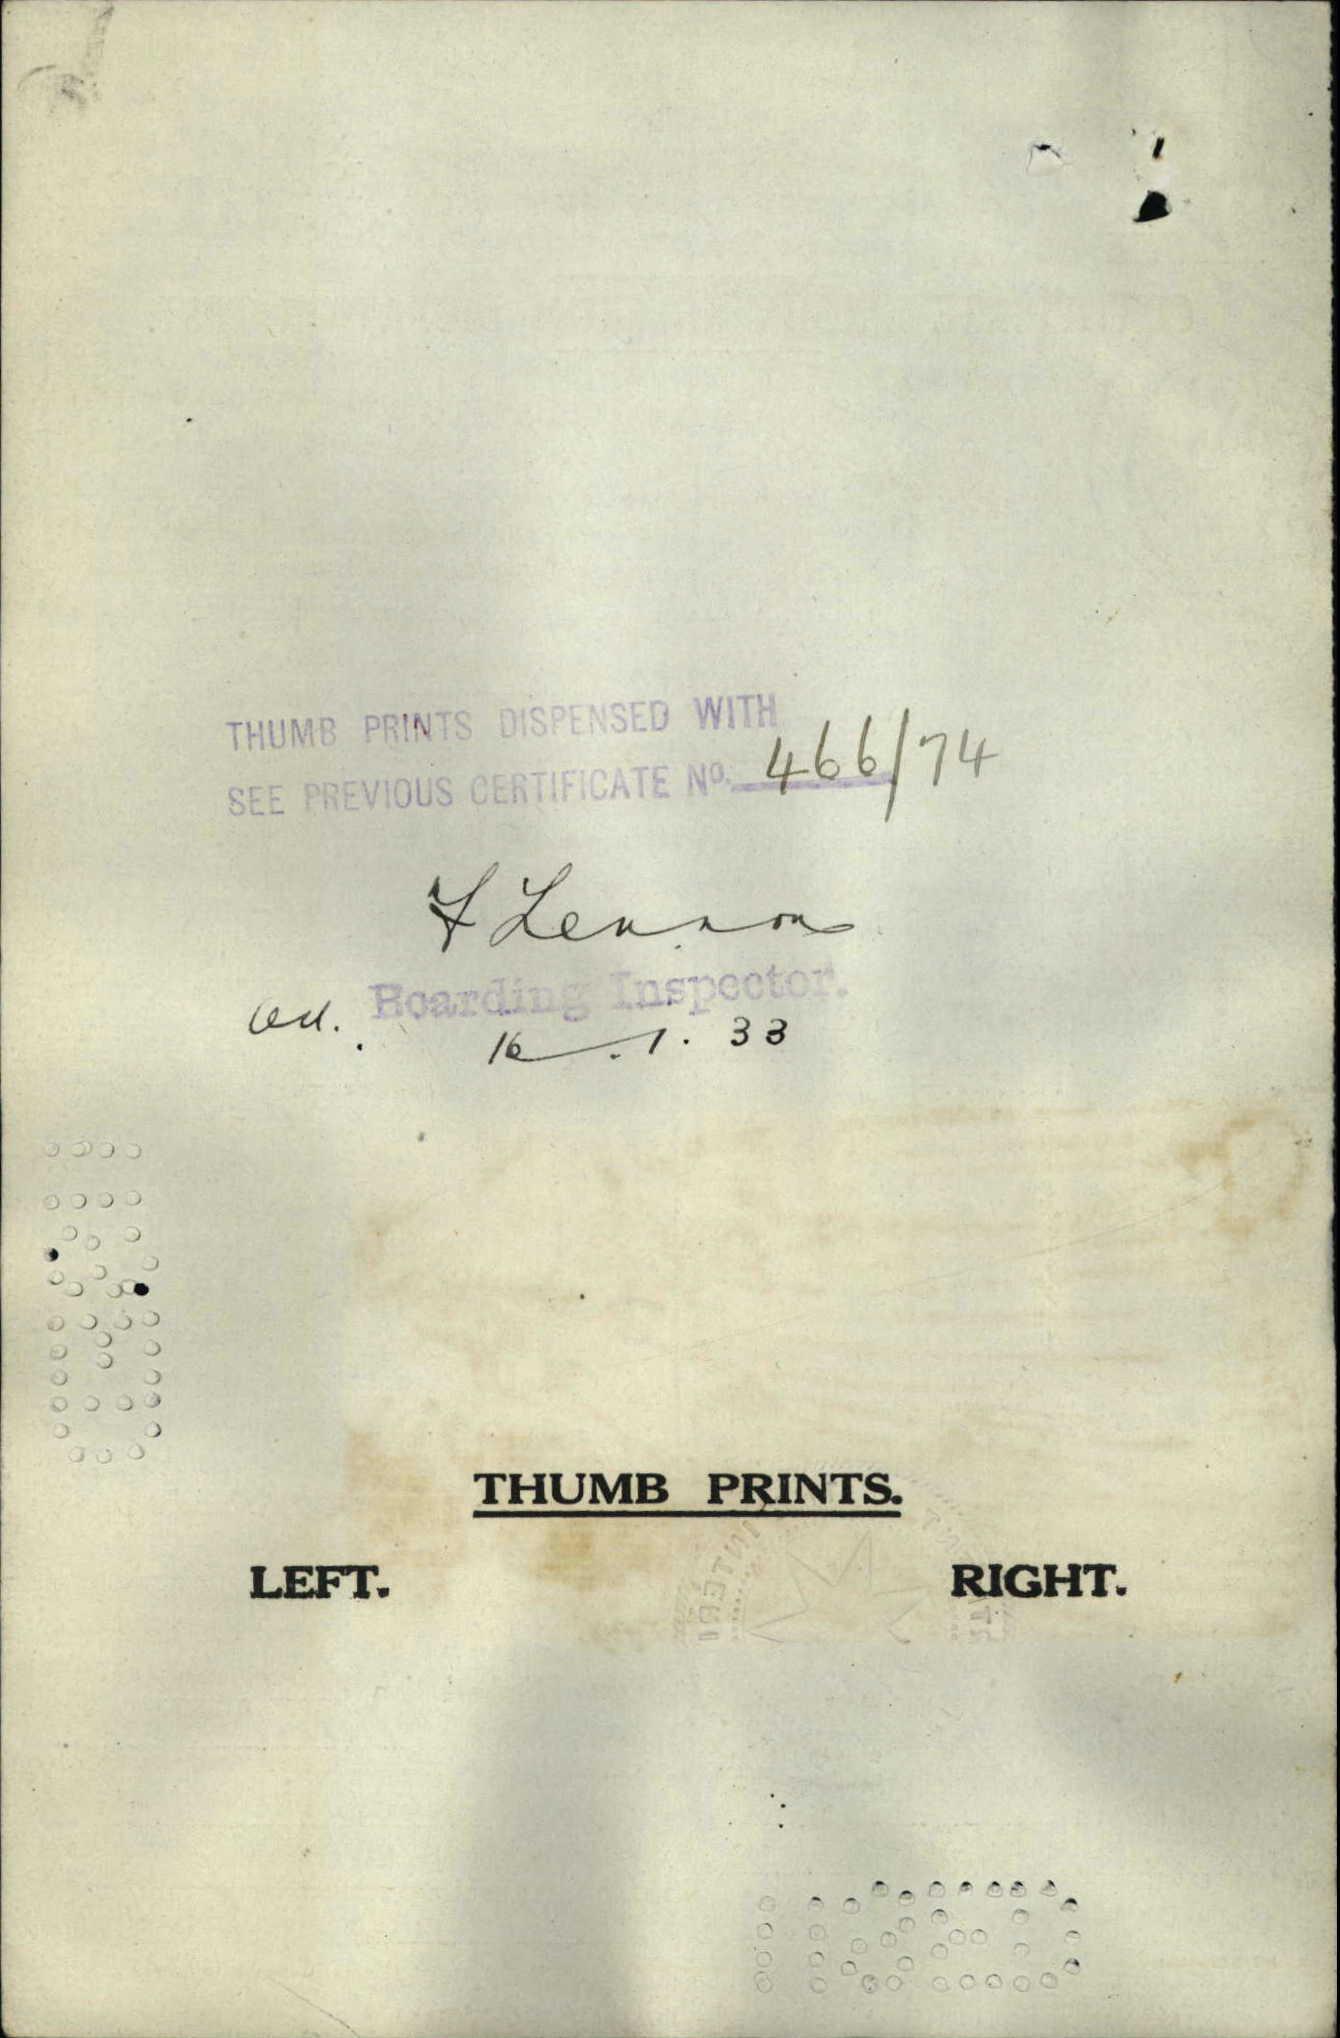 THUMB PRINTS DISPENSED WITH
SEE PREVIOUS CERTIFICATE No. 466/74
F Lennon
Boarding Inspector.
16.1.33
THUMB PRINTS.
LEFT.
RIGHT.